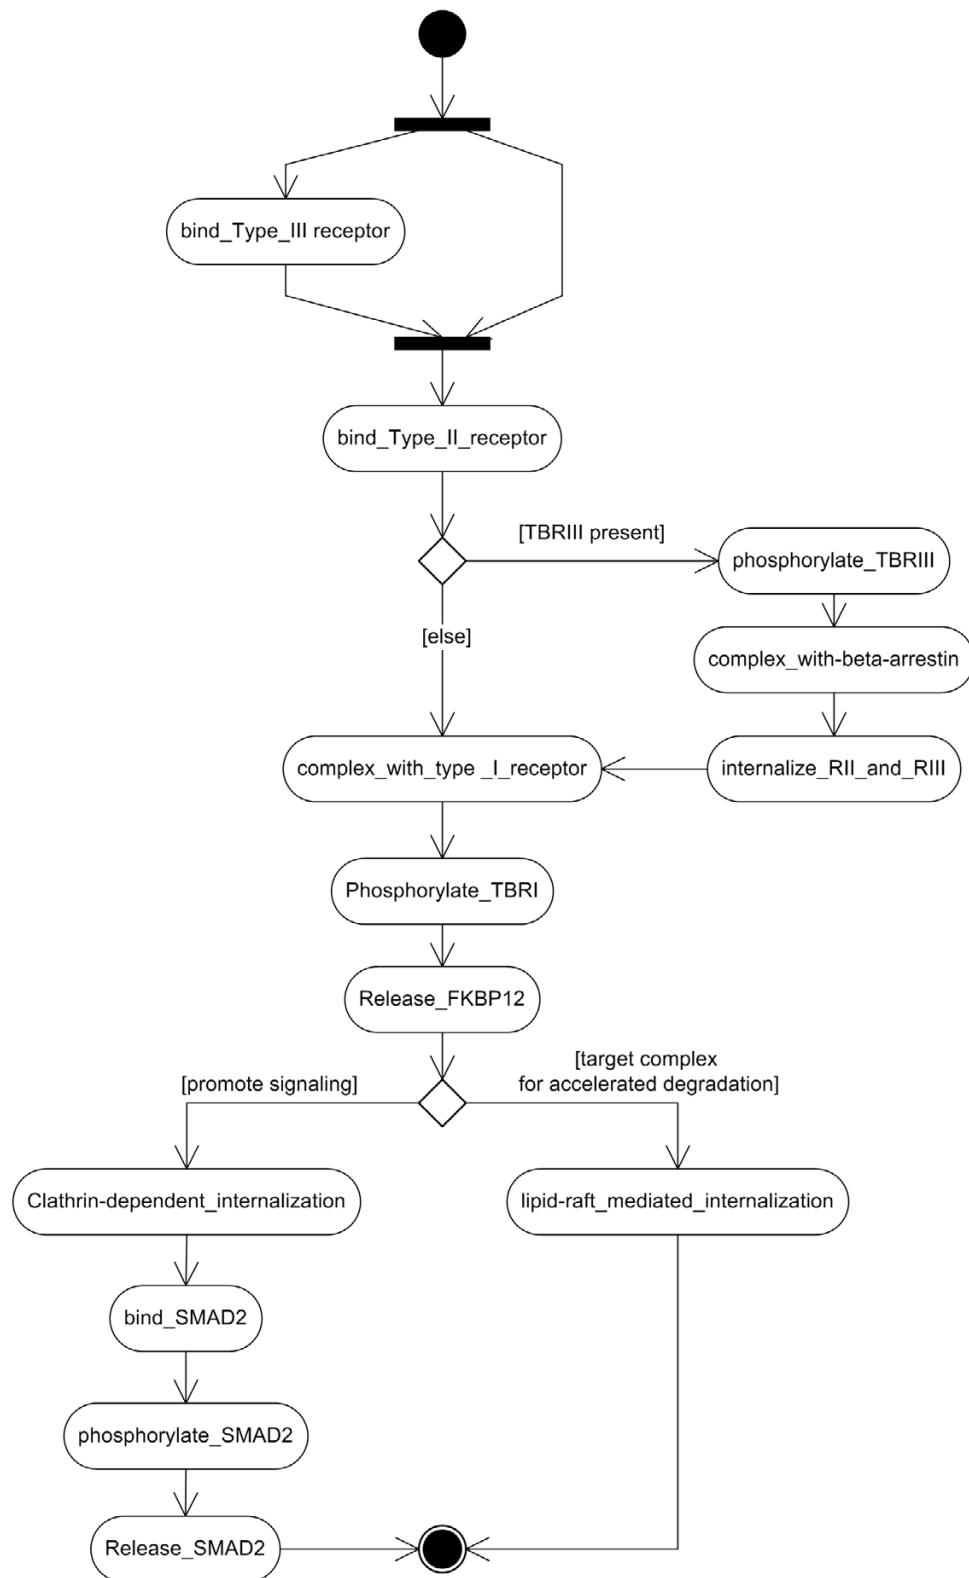 bind_Type_III receptor
bind_Type_II_receptor
[TBRIII present]
phosphorylate_TBRIII
[else]
complex_with-beta-arrestin
complex_with_type _I_receptor
internalize_RII_and_RIII
Phosphorylate_TBRI
Release_FKBP12
[promote signaling]
[target complex
for accelerated degradation]
Clathrin-dependent_internalization
lipid-raft_mediated_internalization
bind_SMAD2
phosphorylate_SMAD2
Release_SMAD2